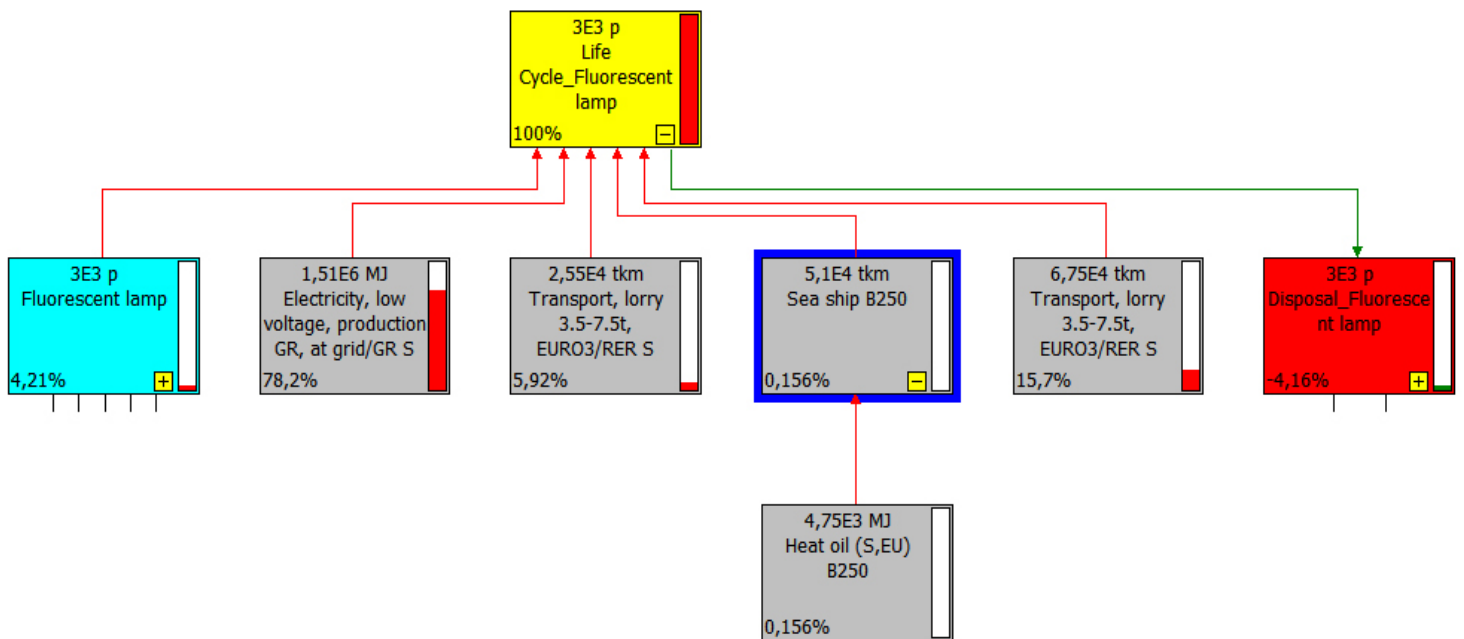 3E3 p
Life
Cycle_Fluorescent
lamp
100%
3E3 p
Fluorescent lamp
4,21%
1,51E6 MJ
Electricity, low
voltage, production
GR, at grid/GR S
78,2%
2,55E4 tkm
Transport, lorry
3.5-7.5t,
EURO3/RER S
5,92%
5,1E4 tkm
Sea ship B250
0,156%
6,75E4 tkm
Transport, lorry
3.5-7.5t,
EURO3/RER S
15,7%
3E3 p
Disposal_Fluoresce
nt lamp
-4,16%
4,75E3 MJ
Heat oil (S,EU)
B250
0,156%